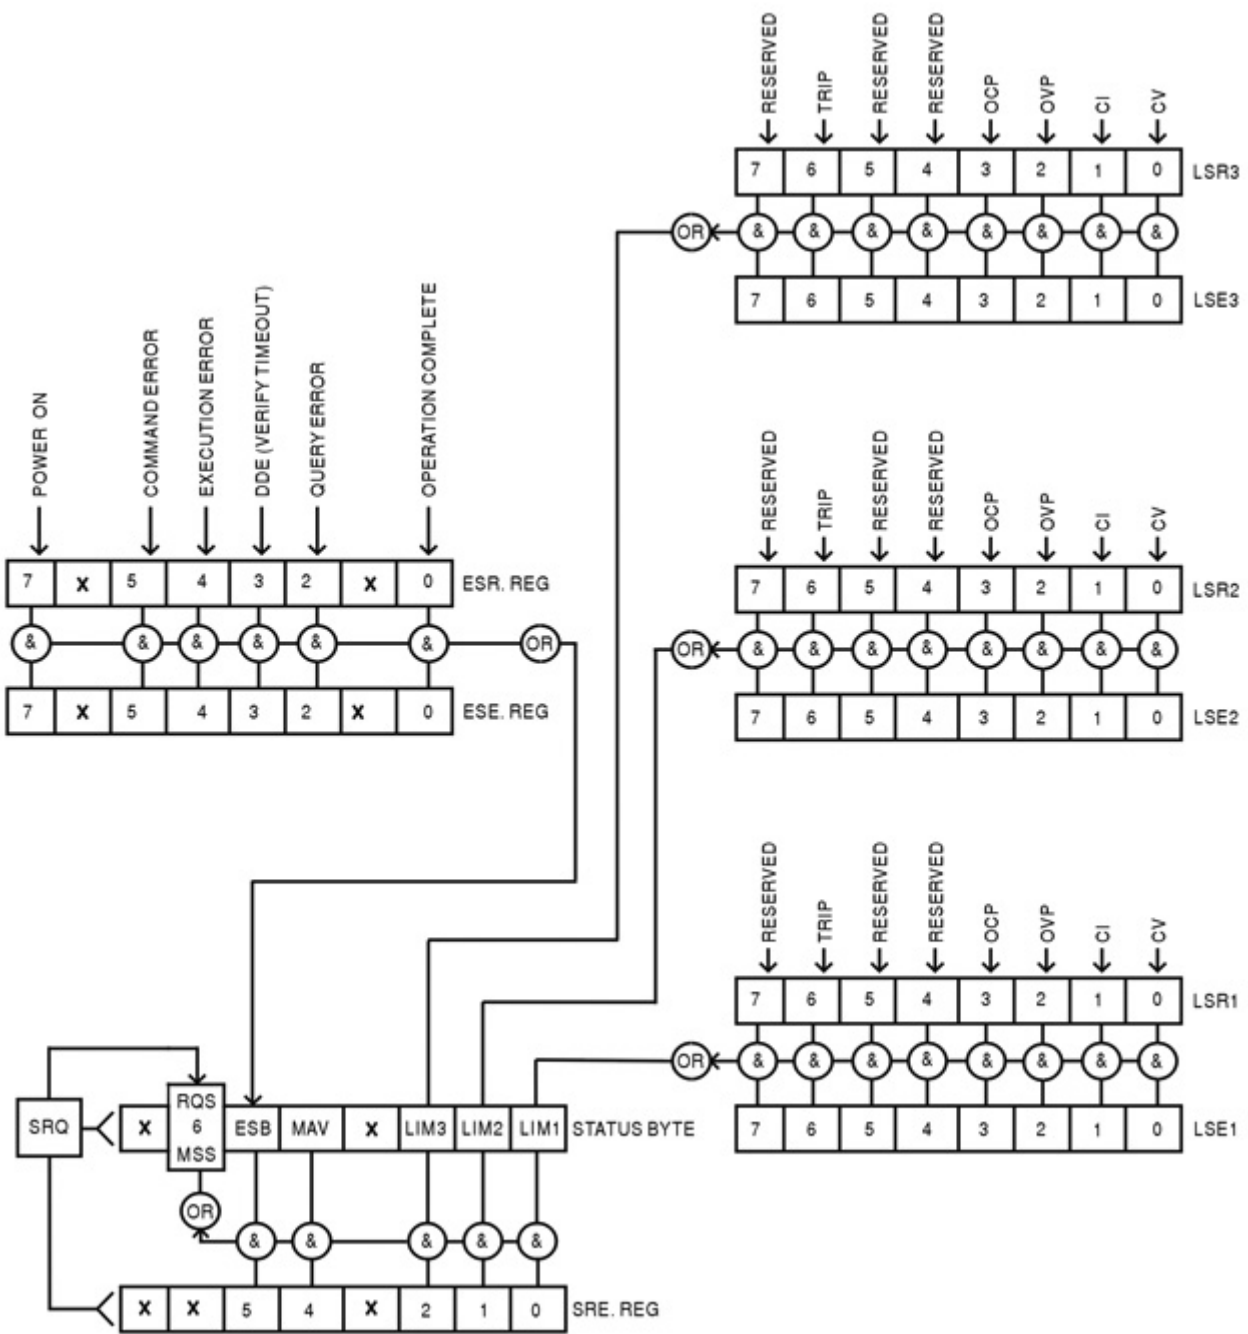 RESERVED TRIP RESERVED RESERVED OCP OVP CI CV
7 6 5 4 3 2 1 0 LSR3
OR & & & & & & & &
7 6 5 4 3 2 1 0 LSE3
POWER ON COMMAND ERROR EXECUTION ERROR DDE (VERIFY TIMEOUT) QUERY ERROR OPERATION COMPLETE
7 X 5 4 3 2 X 0 ESR. REG
& & & & & & OR
7 X 5 4 3 2 X 0 ESE. REG
RESERVED TRIP RESERVED RESERVED OCP OVP CI CV
7 6 5 4 3 2 1 0 LSR2
OR & & & & & & & &
7 6 5 4 3 2 1 0 LSE2
RESERVED TRIP RESERVED RESERVED OCP OVP CI CV
7 6 5 4 3 2 1 0 LSR1
OR & & & & & & & &
7 6 5 4 3 2 1 0 LSE1
SRQ
X RQS 6 MSS ESB MAV X LIM3 LIM2 LIM1 STATUS BYTE
OR & & & & &
X X 5 4 X 2 1 0 SRE. REG